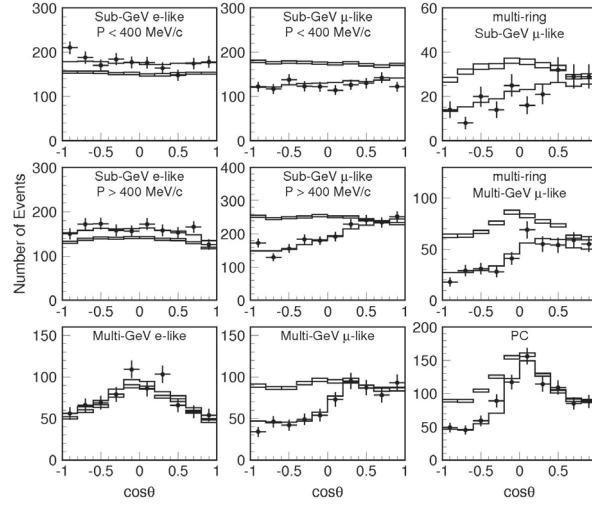 Sub-GeV e-like
P < 400 MeV/c
300
200
100
0
-1 -0.5 0 0.5 1
Sub-GeV μ-like
P < 400 MeV/c
300
200
100
0
-1 -0.5 0 0.5 1
multi-ring
Sub-GeV μ-like
60
40
20
0
-1 -0.5 0 0.5 1
Number of Events
Sub-GeV e-like
P > 400 MeV/c
300
200
100
0
-1 -0.5 0 0.5 1
Sub-GeV μ-like
P > 400 MeV/c
400
300
200
100
0
-1 -0.5 0 0.5 1
multi-ring
Multi-GeV μ-like
100
50
0
-1 -0.5 0 0.5 1
Multi-GeV e-like
150
100
50
0
-1 -0.5 0 0.5 1
cosθ
Multi-GeV μ-like
150
100
50
0
-1 -0.5 0 0.5 1
cosθ
PC
200
150
100
50
0
-1 -0.5 0 0.5 1
cosθ